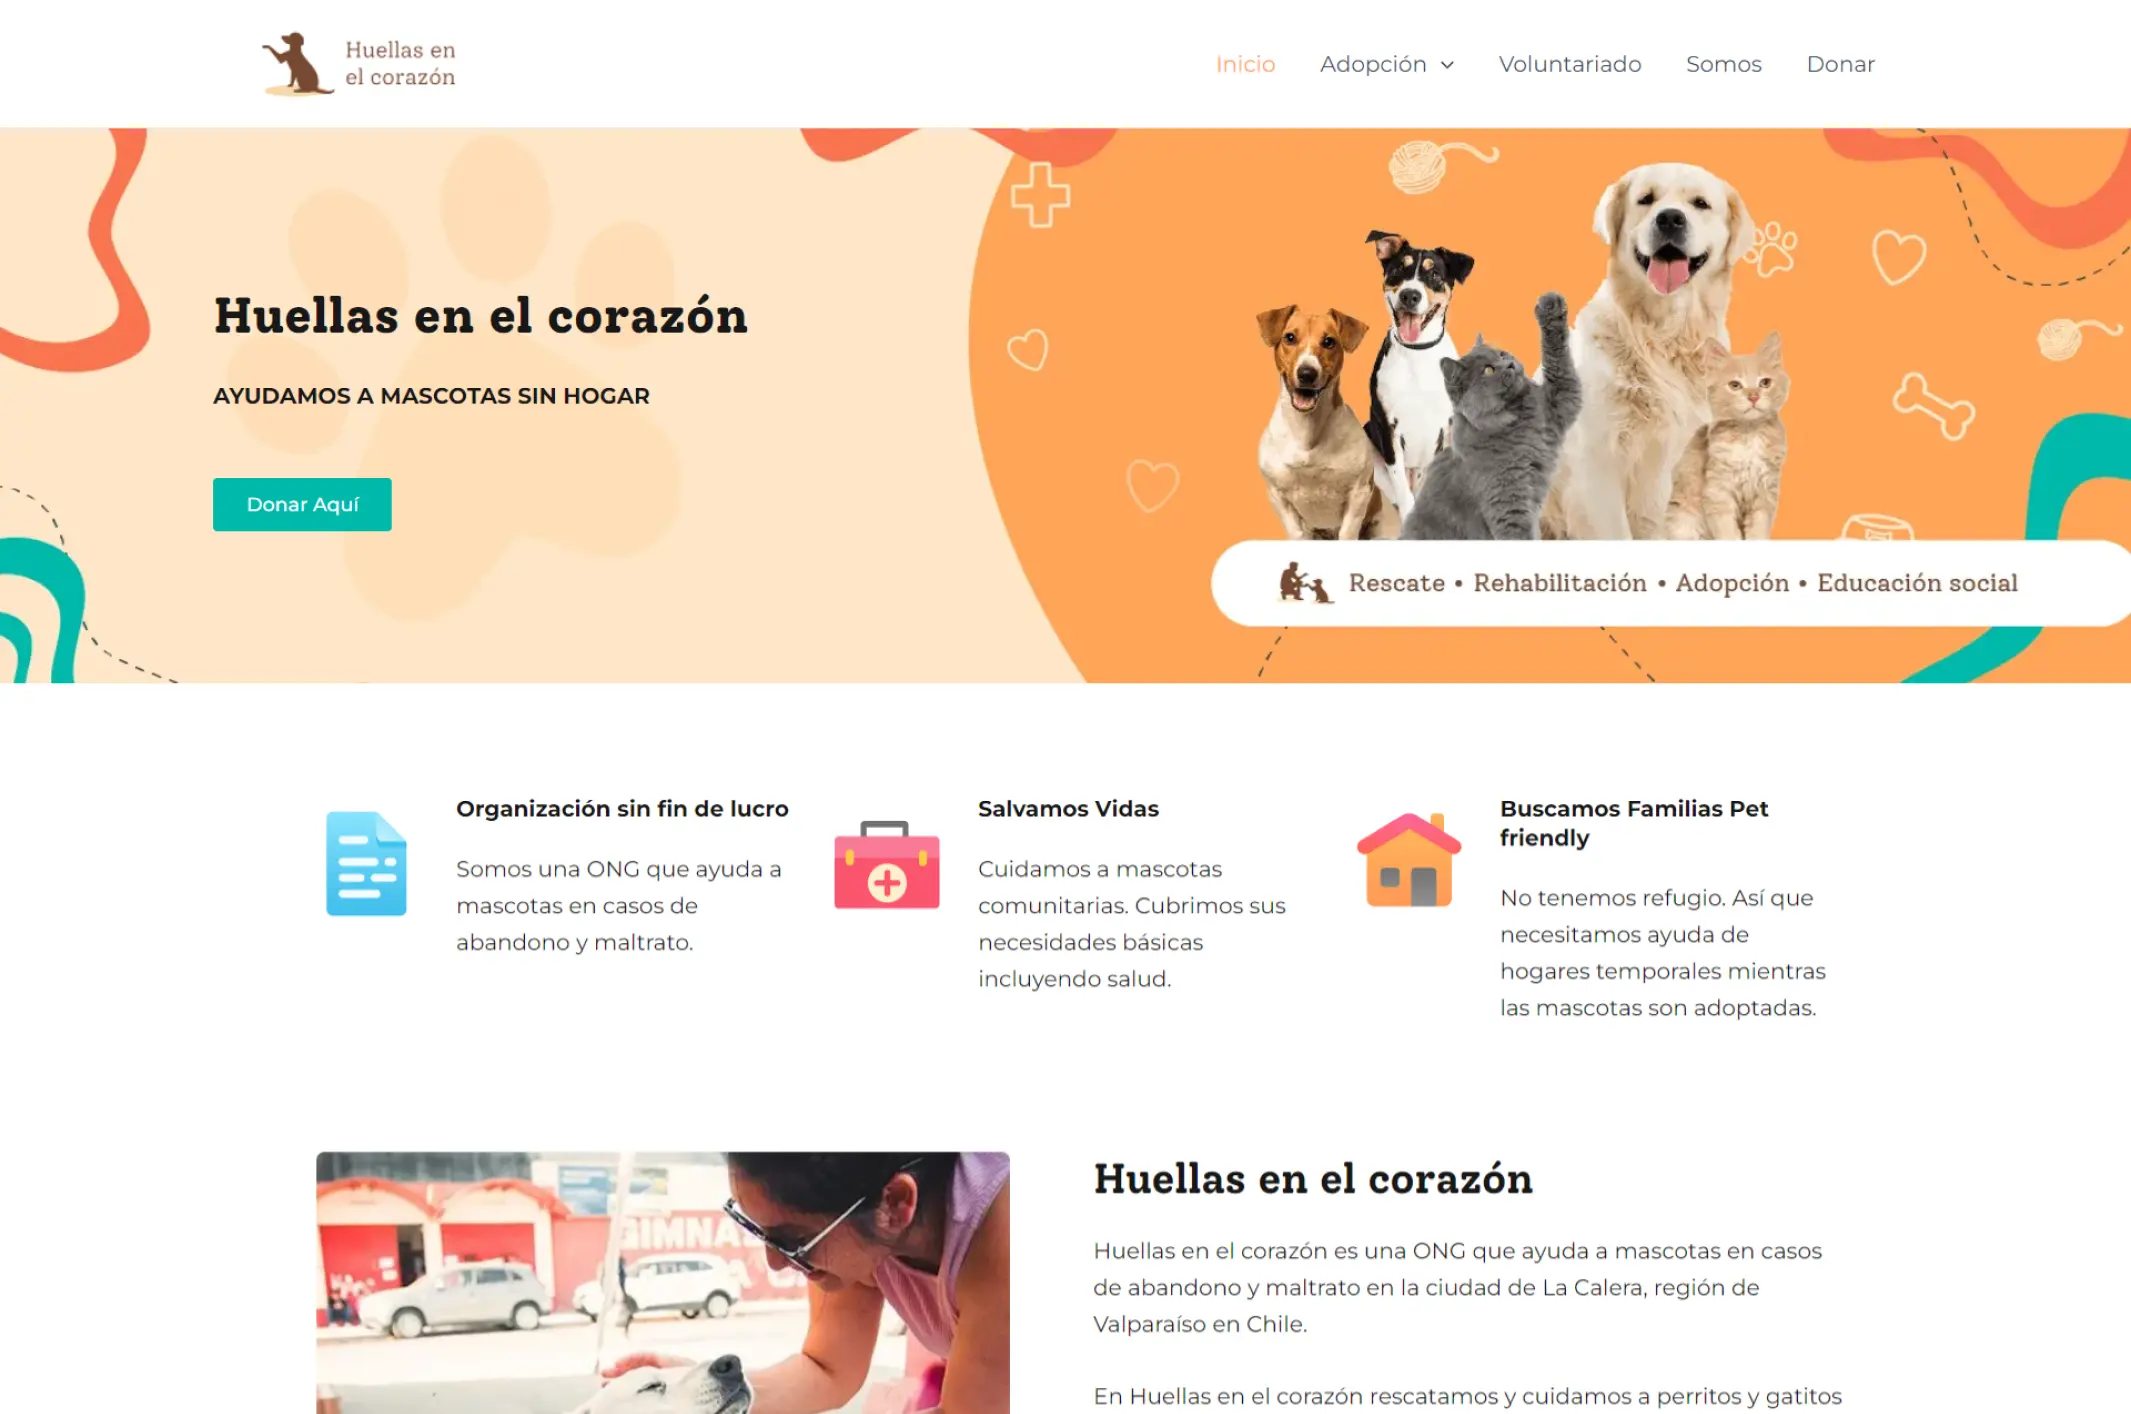 Huellas en
el corazón
Inicio Adopción Voluntariado Somos Donar
Huellas en el corazón
AYUDAMOS A MASCOTAS SIN HOGAR
Donar Aquí
Rescate • Rehabilitación • Adopción • Educación social
Organización sin fin de lucro
Somos una ONG que ayuda a
mascotas en casos de
abandono y maltrato.
Salvamos Vidas
Cuidamos a mascotas
comunitarias. Cubrimos sus
necesidades básicas
incluyendo salud.
Buscamos Familias Pet
friendly
No tenemos refugio. Así que
necesitamos ayuda de
hogares temporales mientras
las mascotas son adoptadas.
GIMNA
Huellas en el corazón
Huellas en el corazón es una ONG que ayuda a mascotas en casos
de abandono y maltrato en la ciudad de La Calera, región de
Valparaíso en Chile.
En Huellas en el corazón rescatamos y cuidamos a perritos y gatitos